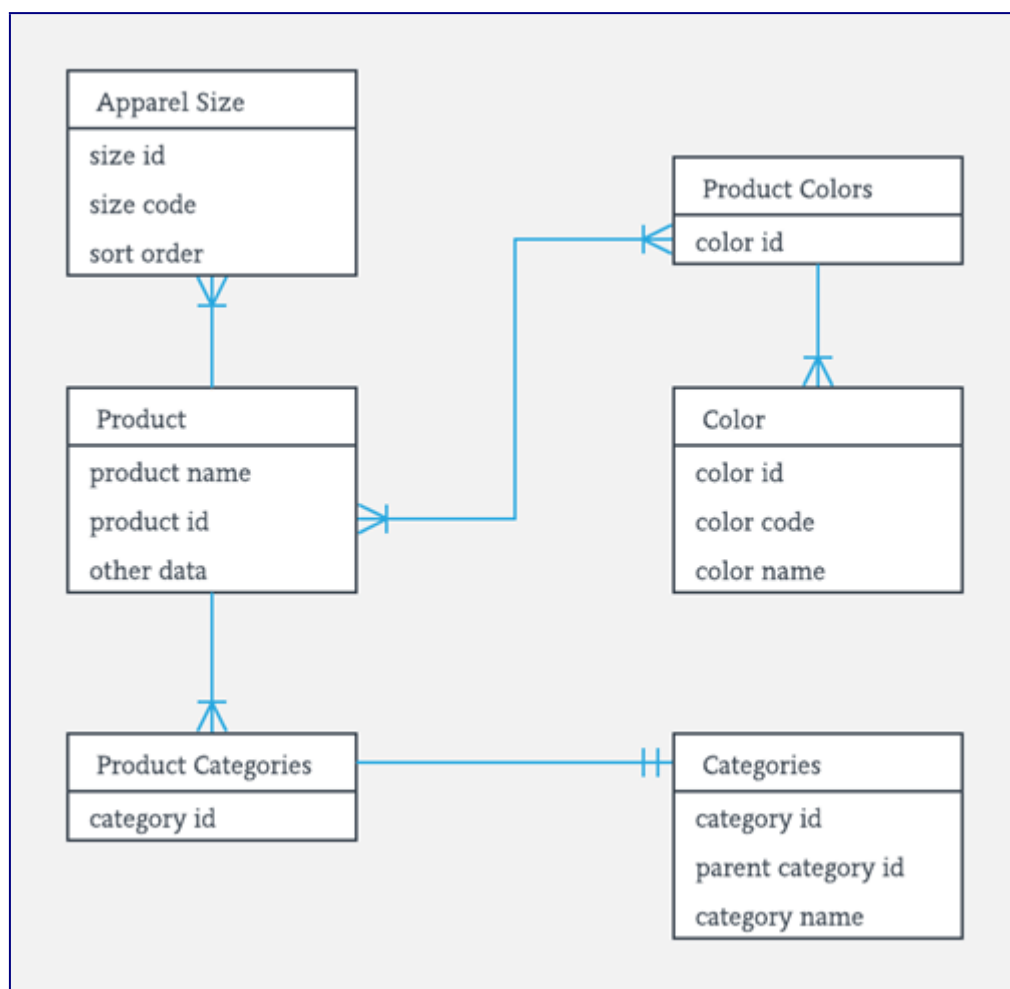 Apparel Size
size id
size code
sort order
Product Colors
color id
Product
product name
product id
other data
Color
color id
color code
color name
Product Categories
category id
Categories
category id
parent category id
category name